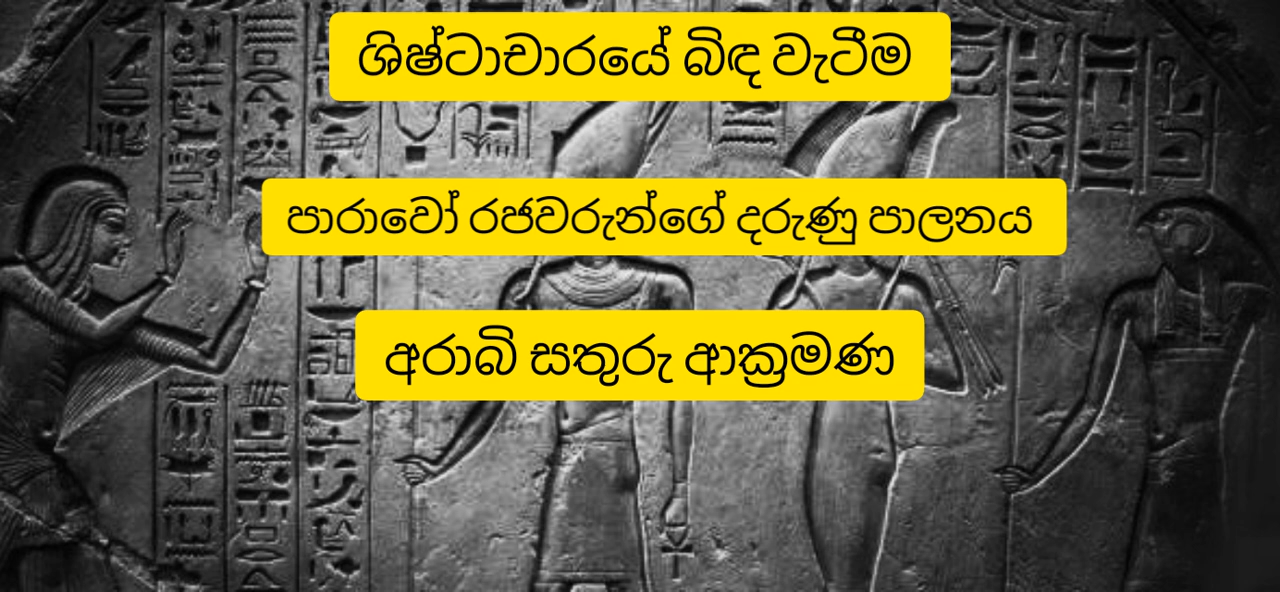 ශිෂ්ටාචාරයේ බිඳ වැටීම
පාරාවෝ රජවරුන්ගේ දරුණු පාලනය
අරාබි සතුරු ආක්‍රමණ